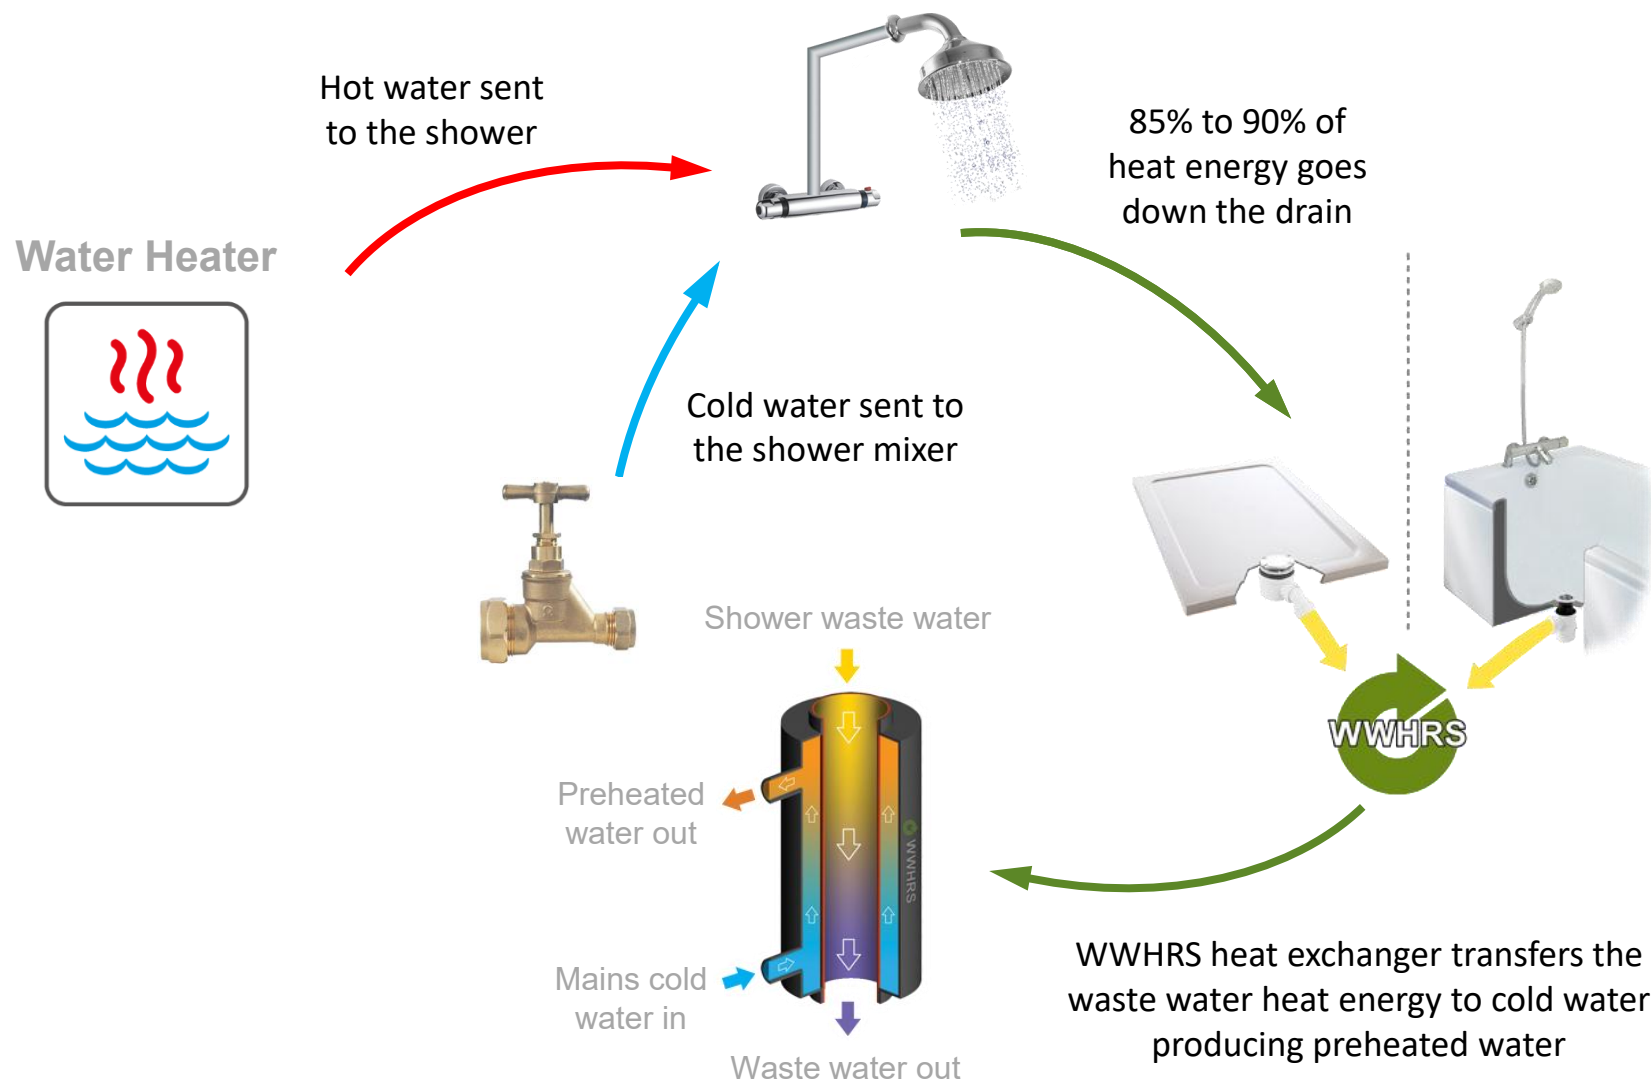 Hot water sent
to the shower
85% to 90% of
heat energy goes
down the drain
Water Heater
Cold water sent to
the shower mixer
Shower waste water
WWHRS
Preheated
water out
WWHRS
Mains cold
water in
WWHRS heat exchanger transfers the
waste water heat energy to cold water
producing preheated water
Waste water out